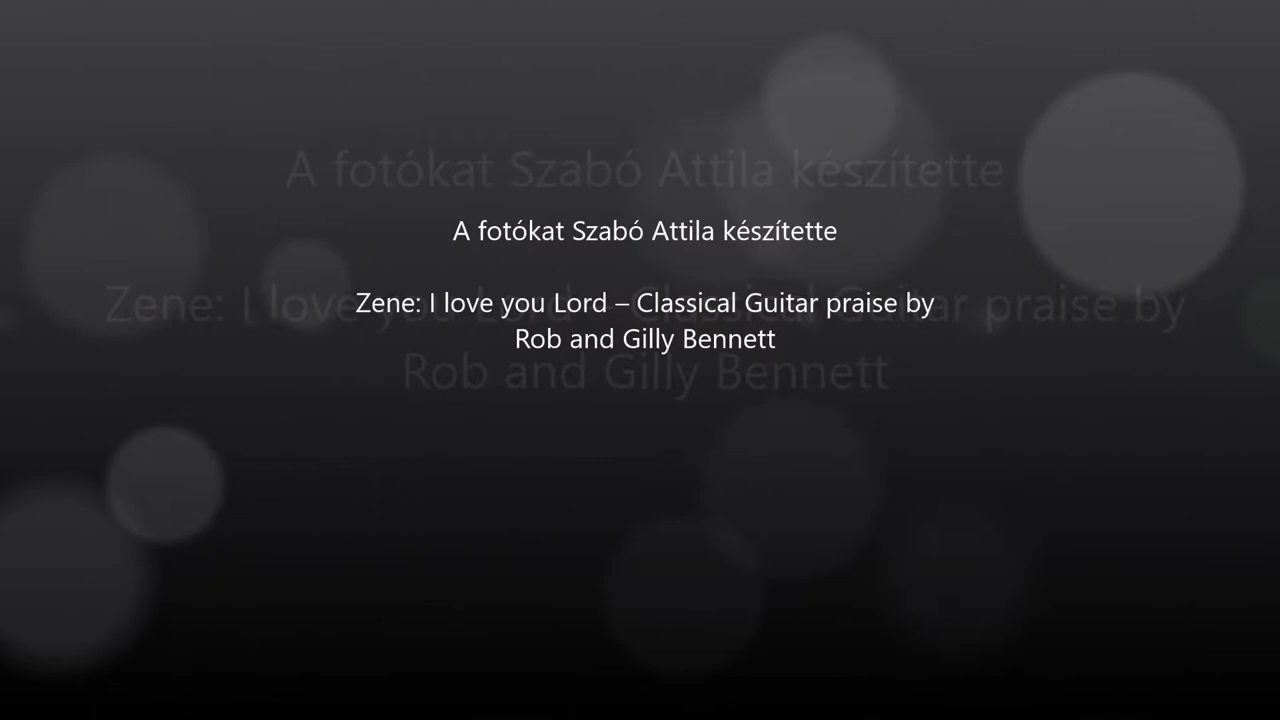 A fotókat Szabó Attila készítette
Zene: I love you Lord – Classical Guitar praise by
Rob and Gilly Bennett